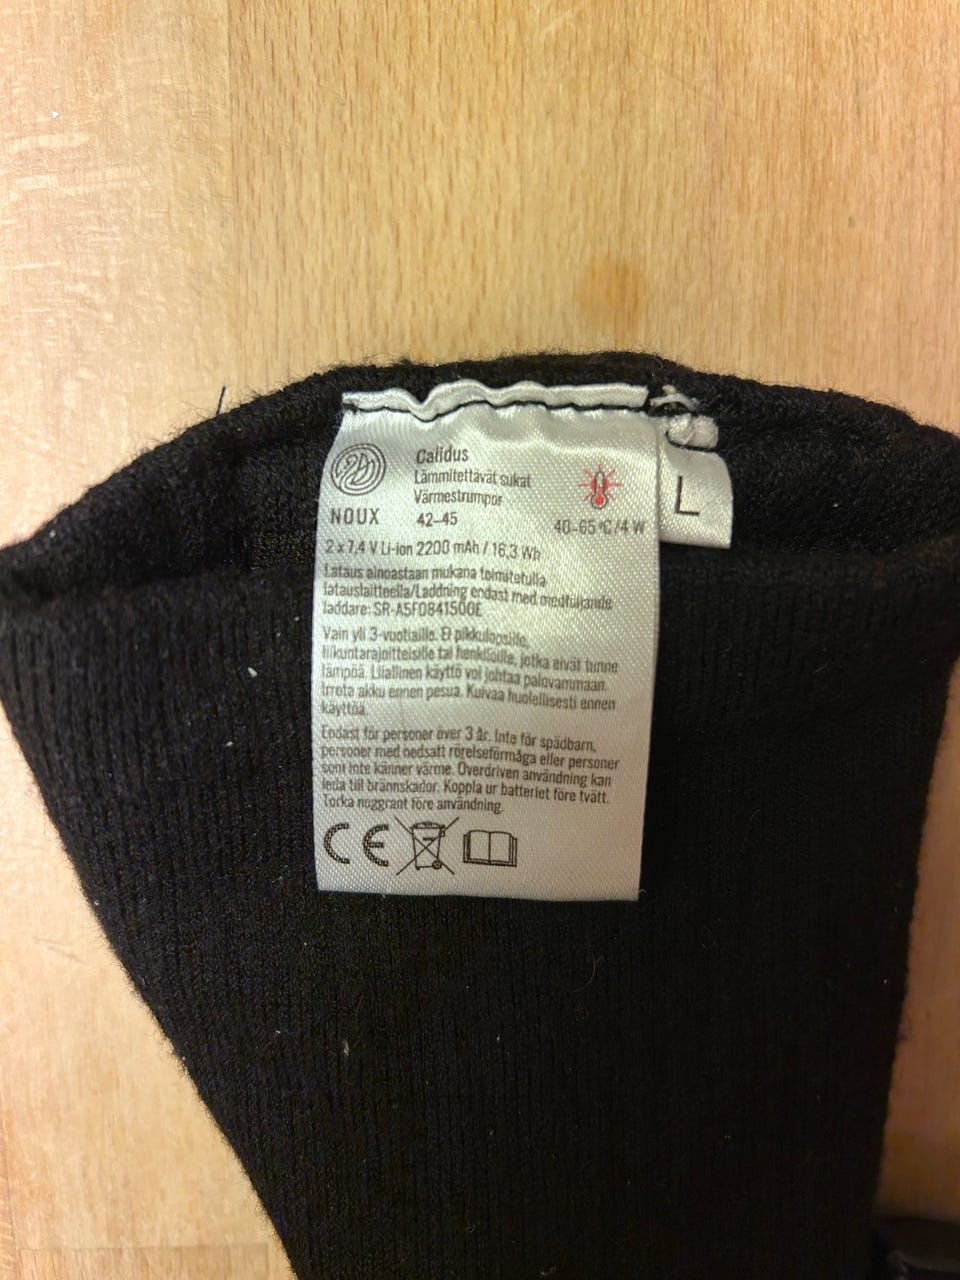 Calidus
Lämmitettävät sukat
Värmestrumpor
NOUX
42–45
40–65 °C/4 W
L
2 x 7,4 V Li-ion 2200 mAh / 16,3 Wh
Lataus ainoastaan mukana toimitetulla
latauslaitteella/Laddning endast med medföljande
laddare: SR-A5F0841500E
Vain yli 3-vuotiaille. Ei pikkulapsille,
liikuntarajoitteisille tai henkilöille, jotka eivät tunne
lämpöä. Liiallinen käyttö voi johtaa palovammaan.
Irrota akku ennen pesua. Kuivaa huolellisesti ennen
käyttöä.
Endast för personer över 3 år. Inte för spädbarn,
personer med nedsatt rörelseförmåga eller personer
som inte känner värme. Överdriven användning kan
leda till brännskador. Koppla ur batteriet före tvätt.
Torka noggrant före användning.
CE